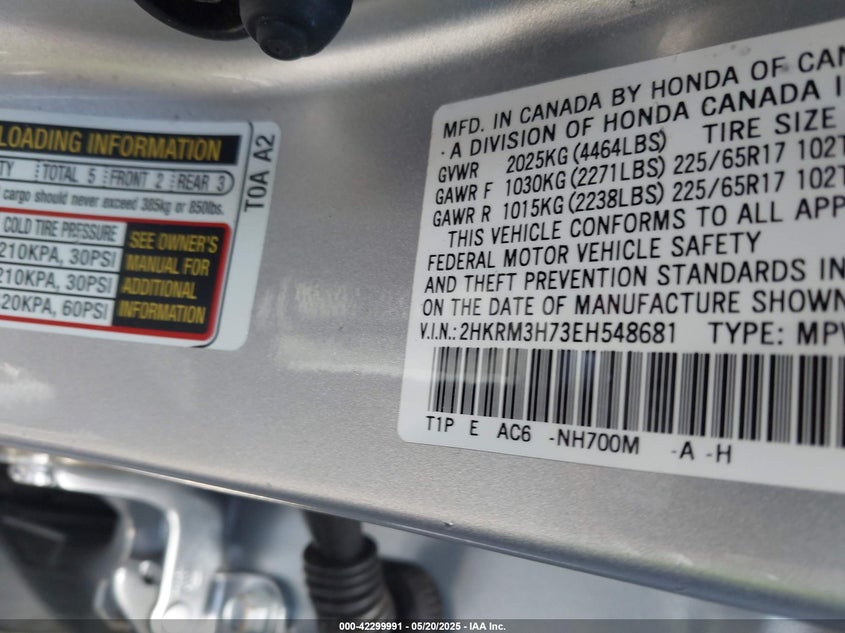 LOADING INFORMATION
TOTAL 5 FRONT 2 REAR 3
cargo should never exceed 385kg or 850lbs.
COLD TIRE PRESSURE
210KPA, 30PSI
210KPA, 30PSI
420KPA, 60PSI
SEE OWNER'S
MANUAL FOR
ADDITIONAL
INFORMATION
T0A A2
MFD. IN CANADA BY HONDA OF
- A DIVISION OF HONDA CANADA
GVWR 2025KG (4464LBS) TIRE SIZE
GAWR F 1030KG (2271LBS) 225/65R17 102T
GAWR R 1015KG (2238LBS) 225/65R17 102T
THIS VEHICLE CONFORMS TO ALL
FEDERAL MOTOR VEHICLE SAFETY
AND THEFT PREVENTION STANDARDS IN
ON THE DATE OF MANUFACTURE SHOWN
V.I.N.: 2HKRM3H73EH548681 TYPE: MPV
T1P E AC6 -NH700M -A -H
000-42299991 — 05/20/2025 — IAA Inc.